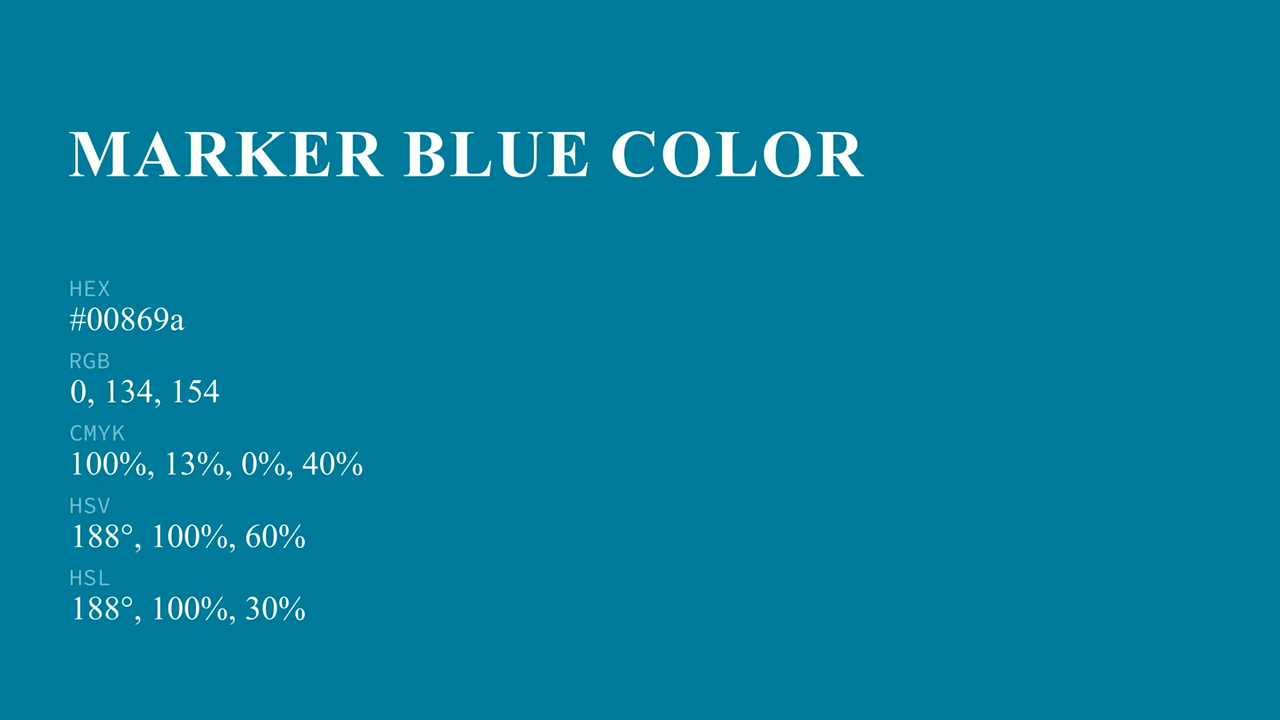 MARKER BLUE COLOR
HEX
#00869a
RGB
0, 134, 154
CMYK
100%, 13%, 0%, 40%
HSV
188°, 100%, 60%
HSL
188°, 100%, 30%